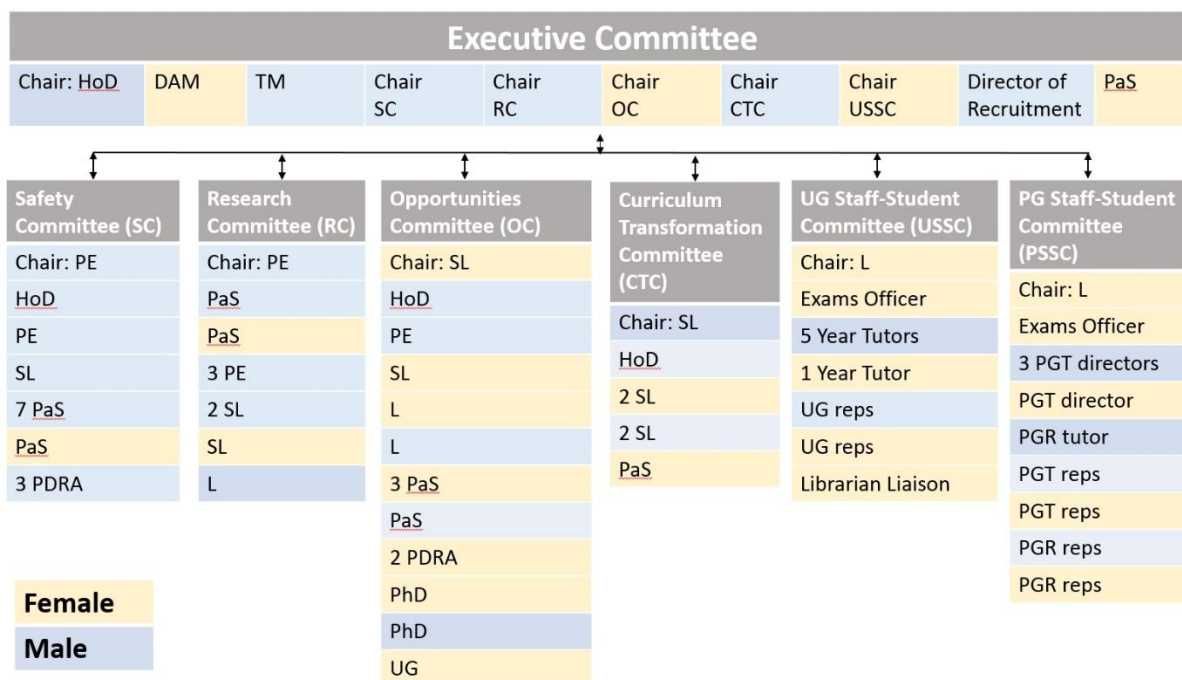 Executive Committee
Chair: HoD
DAM
TM
Chair
SC
Chair
RC
Chair
OC
Chair
CTC
Chair
USSC
Director of
Recruitment
PaS
Safety
Committee (SC)
Chair: PE
HoD
PE
SL
7 PaS
PaS
3 PDRA
Research
Committee (RC)
Chair: PE
PaS
PaS
3 PE
2 SL
SL
L
Opportunities
Committee (OC)
Chair: SL
HoD
PE
SL
L
L
3 PaS
PaS
2 PDRA
PhD
PhD
UG
Curriculum
Transformation
Committee
(CTC)
Chair: SL
HoD
2 SL
2 SL
PaS
UG Staff-Student
Committee (USSC)
Chair: L
Exams Officer
5 Year Tutors
1 Year Tutor
UG reps
UG reps
Librarian Liaison
PG Staff-Student
Committee
(PSSC)
Chair: L
Exams Officer
3 PGT directors
PGT director
PGR tutor
PGT reps
PGT reps
PGR reps
PGR reps
Female
Male